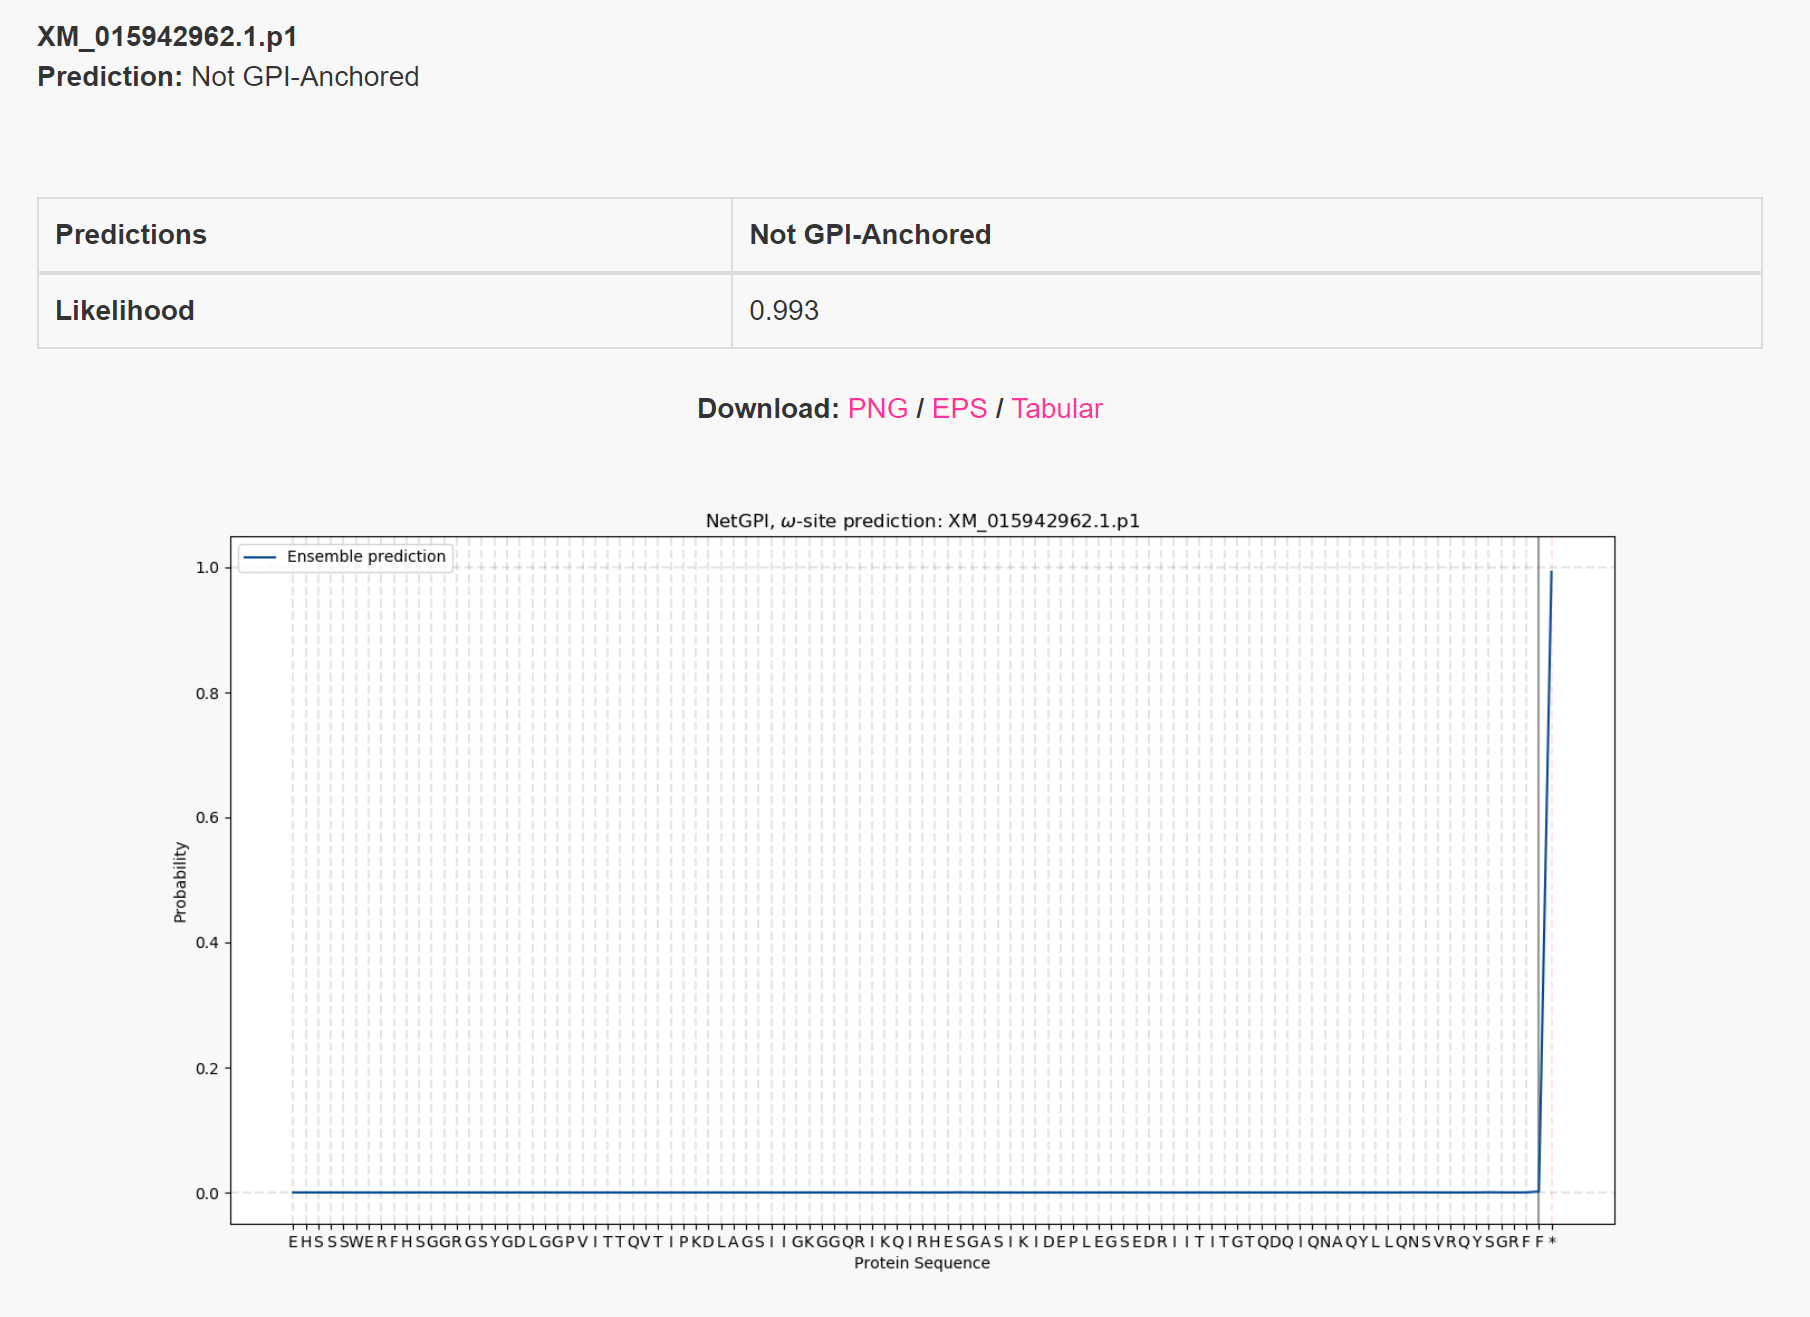 XM_015942962.1.p1
Prediction: Not GPI-Anchored
Predictions Not GPI-Anchored
Likelihood 0.993
Download: PNG / EPS / Tabular
NetGPI, ω-site prediction: XM_015942962.1.p1
Ensemble prediction
1.0
0.8
0.6
0.4
0.2
0.0
Probability
E H S S S W E R F H S G G R G S Y G D L G G P V I T T Q V T I P K D L A G S I I G K G G Q R I K Q I R H E S G A S I K I D E P L E G S E D R I I T I T G T Q D Q I Q N A Q Y L L Q N S V R Q Y S G R F F *
Protein Sequence